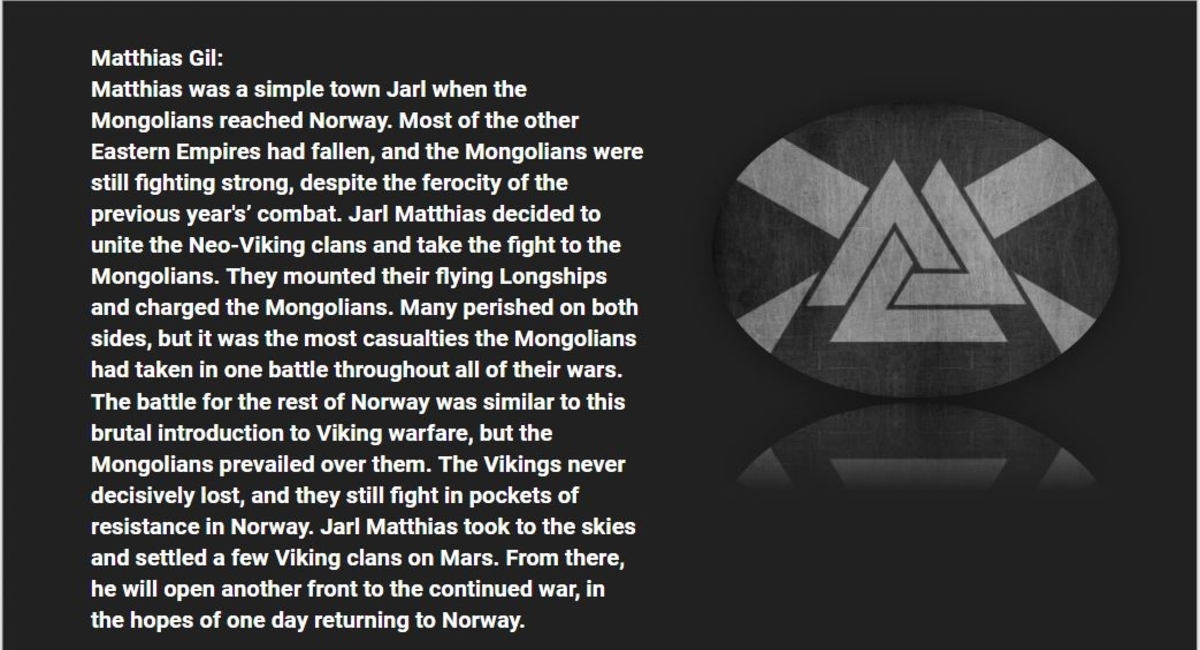 Matthias Gil:
Matthias was a simple town Jarl when the
Mongolians reached Norway. Most of the other
Eastern Empires had fallen, and the Mongolians were
still fighting strong, despite the ferocity of the
previous year's’ combat. Jarl Matthias decided to
unite the Neo-Viking clans and take the fight to the
Mongolians. They mounted their flying Longships
and charged the Mongolians. Many perished on both
sides, but it was the most casualties the Mongolians
had taken in one battle throughout all of their wars.
The battle for the rest of Norway was similar to this
brutal introduction to Viking warfare, but the
Mongolians prevailed over them. The Vikings never
decisively lost, and they still fight in pockets of
resistance in Norway. Jarl Matthias took to the skies
and settled a few Viking clans on Mars. From there,
he will open another front to the continued war, in
the hopes of one day returning to Norway.